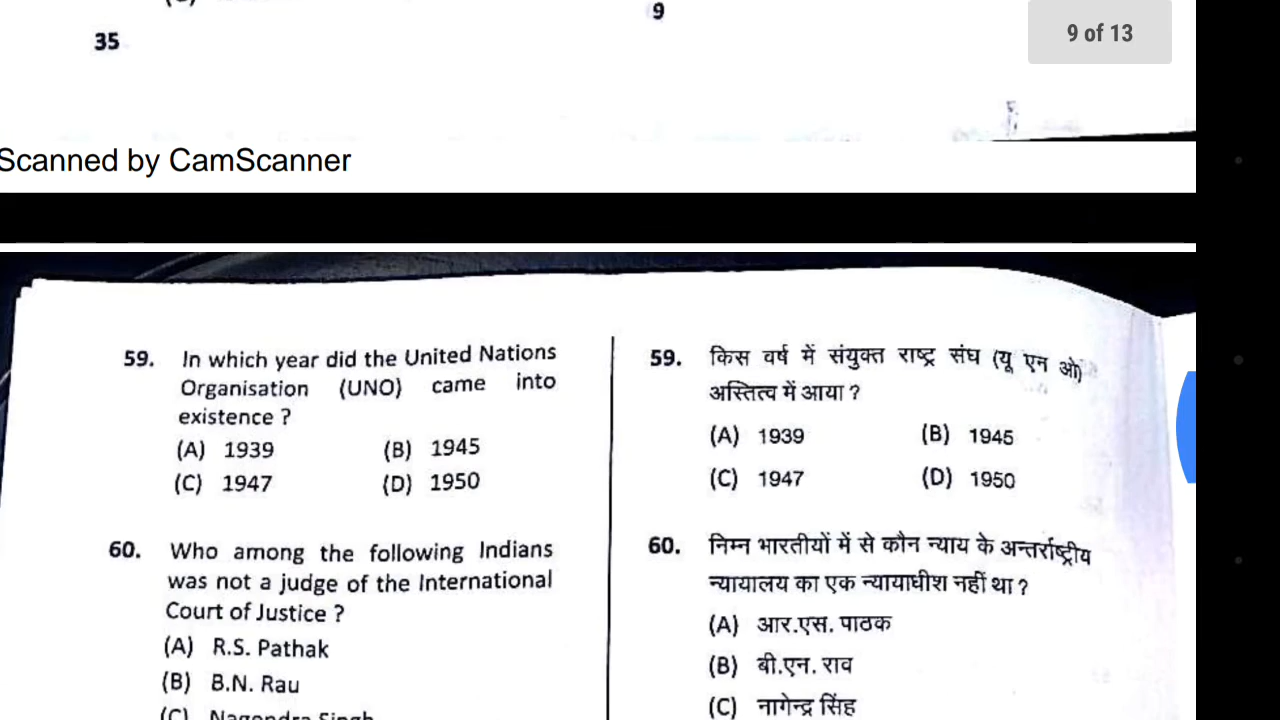 9
35
9 of 13
Scanned by CamScanner
59. In which year did the United Nations
Organisation (UNO) came into
existence ?
(A) 1939 (B) 1945
(C) 1947 (D) 1950
60. Who among the following Indians
was not a judge of the International
Court of Justice ?
(A) R.S. Pathak
(B) B.N. Rau
(C) Nagendra Singh
59. किस वर्ष में संयुक्त राष्ट्र संघ (यू एन ओ)
अस्तित्व में आया ?
(A) 1939 (B) 1945
(C) 1947 (D) 1950
60. निम्न भारतीयों में से कौन न्याय के अन्तर्राष्ट्रीय
न्यायालय का एक न्यायाधीश नहीं था ?
(A) आर.एस. पाठक
(B) बी.एन. राव
(C) नागेन्द्र सिंह